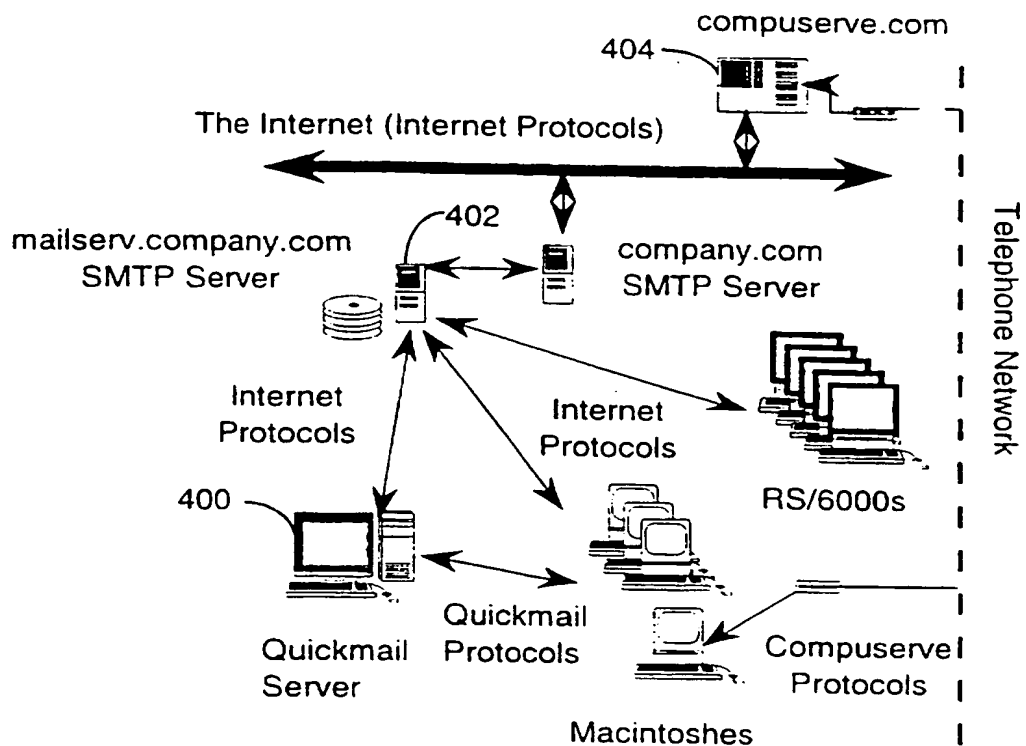 compuserve.com
404
The Internet (Internet Protocols)
402
mailserv.company.com
SMTP Server
company.com
SMTP Server
Telephone Network
Internet
Protocols
Internet
Protocols
400
RS/6000s
Quickmail
Server
Quickmail
Protocols
Compuserve
Protocols
Macintoshes